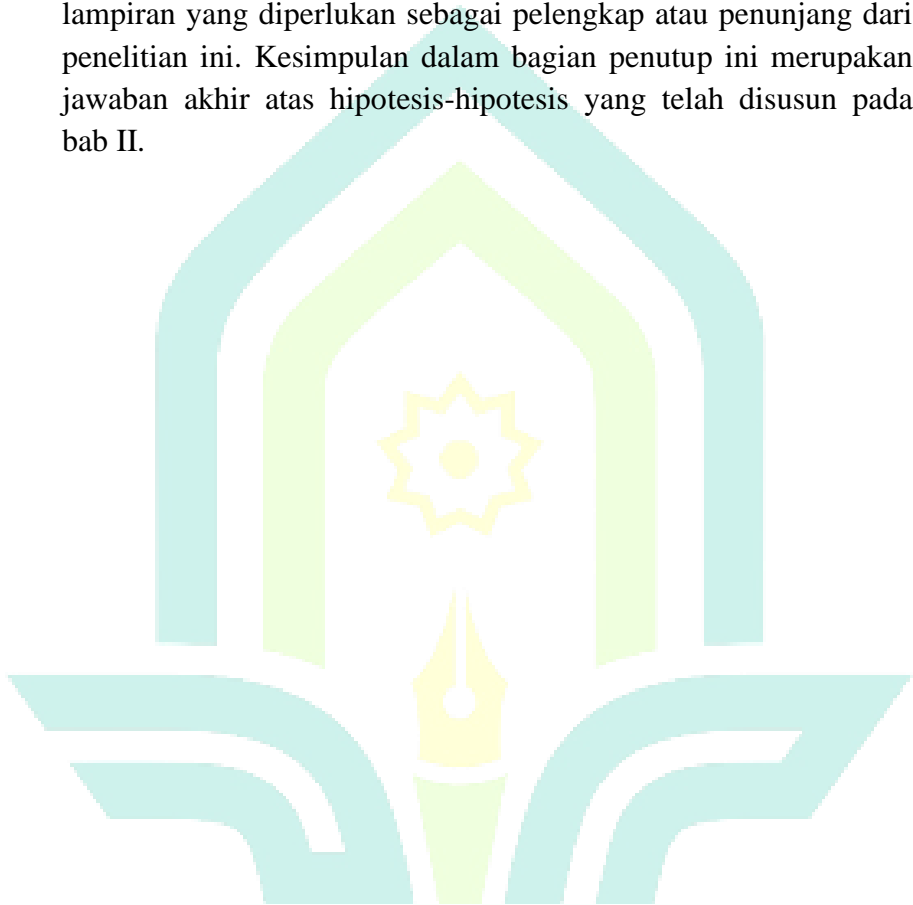 lampiran yang diperlukan sebagai pelengkap atau penunjang dari
penelitian ini. Kesimpulan dalam bagian penutup ini merupakan
jawaban akhir atas hipotesis-hipotesis yang telah disusun pada
bab II.